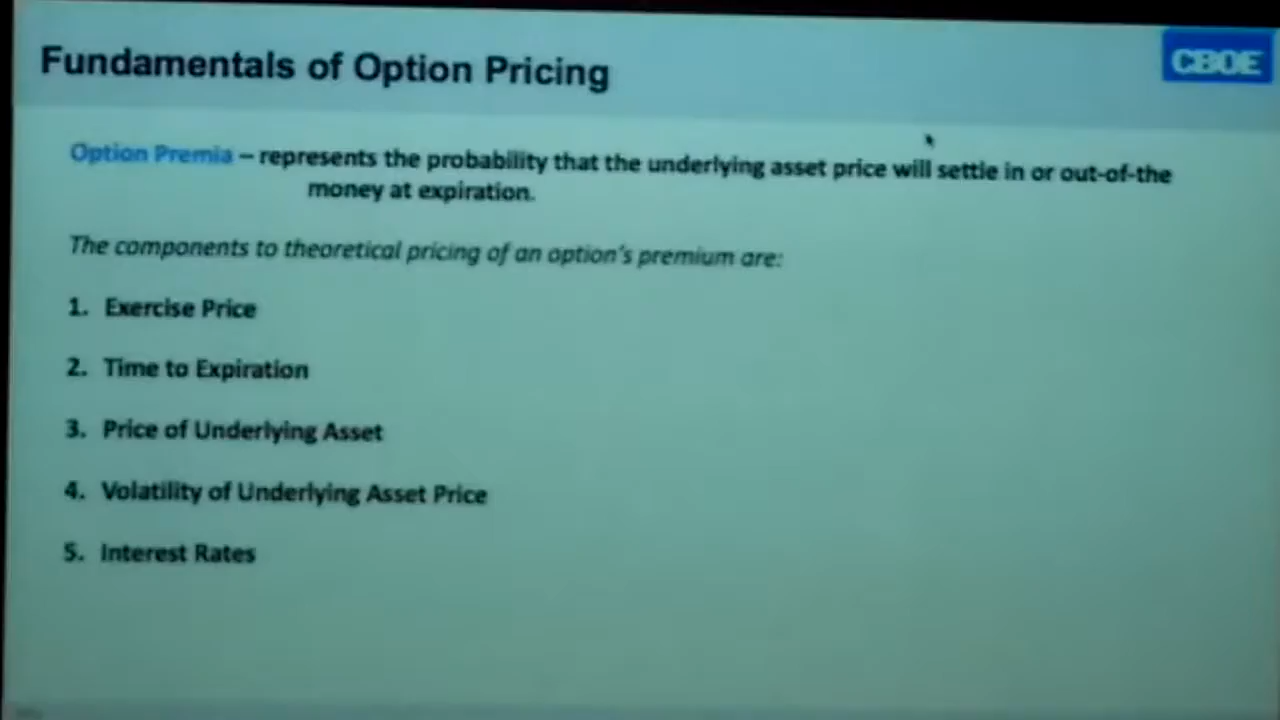 Fundamentals of Option Pricing
CBOE
Option Premia – represents the probability that the underlying asset price will settle in or out-of-the
money at expiration.
The components to theoretical pricing of an option's premium are:
1. Exercise Price
2. Time to Expiration
3. Price of Underlying Asset
4. Volatility of Underlying Asset Price
5. Interest Rates